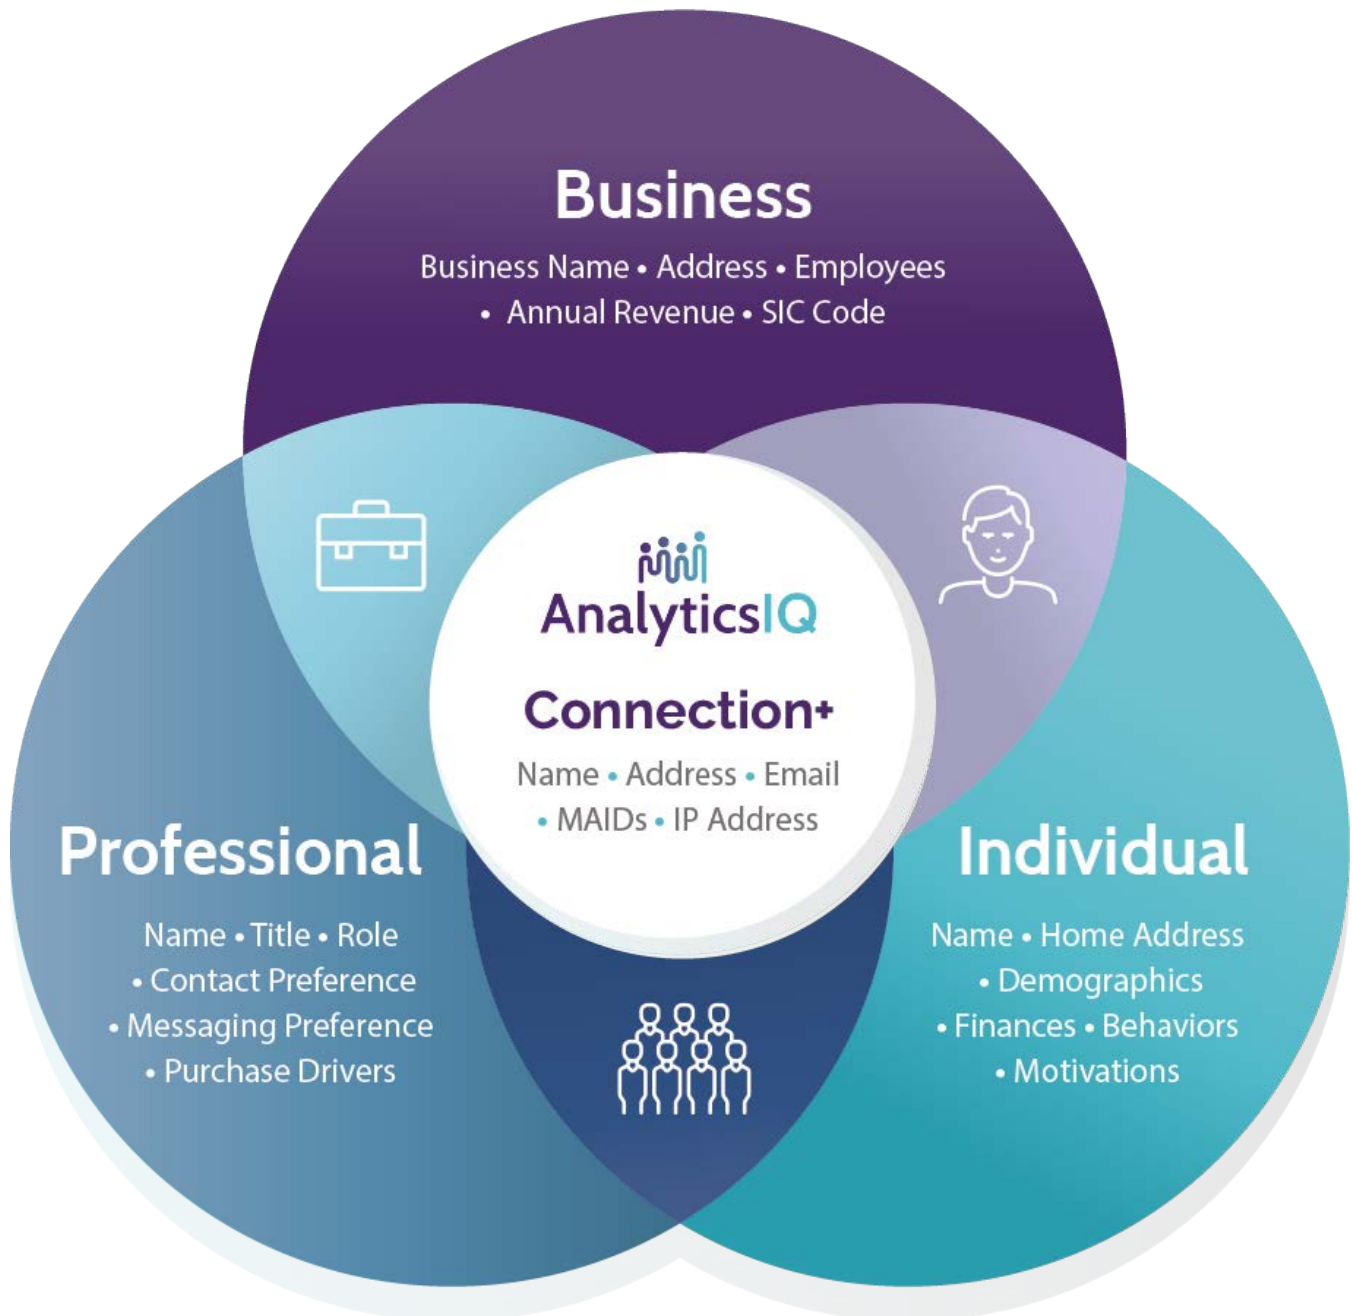 Business
Business Name • Address • Employees
• Annual Revenue • SIC Code
AnalyticsIQ
Connection+
Name • Address • Email
• MAIDs • IP Address
Professional
Name • Title • Role
• Contact Preference
• Messaging Preference
• Purchase Drivers
Individual
Name • Home Address
• Demographics
• Finances • Behaviors
• Motivations